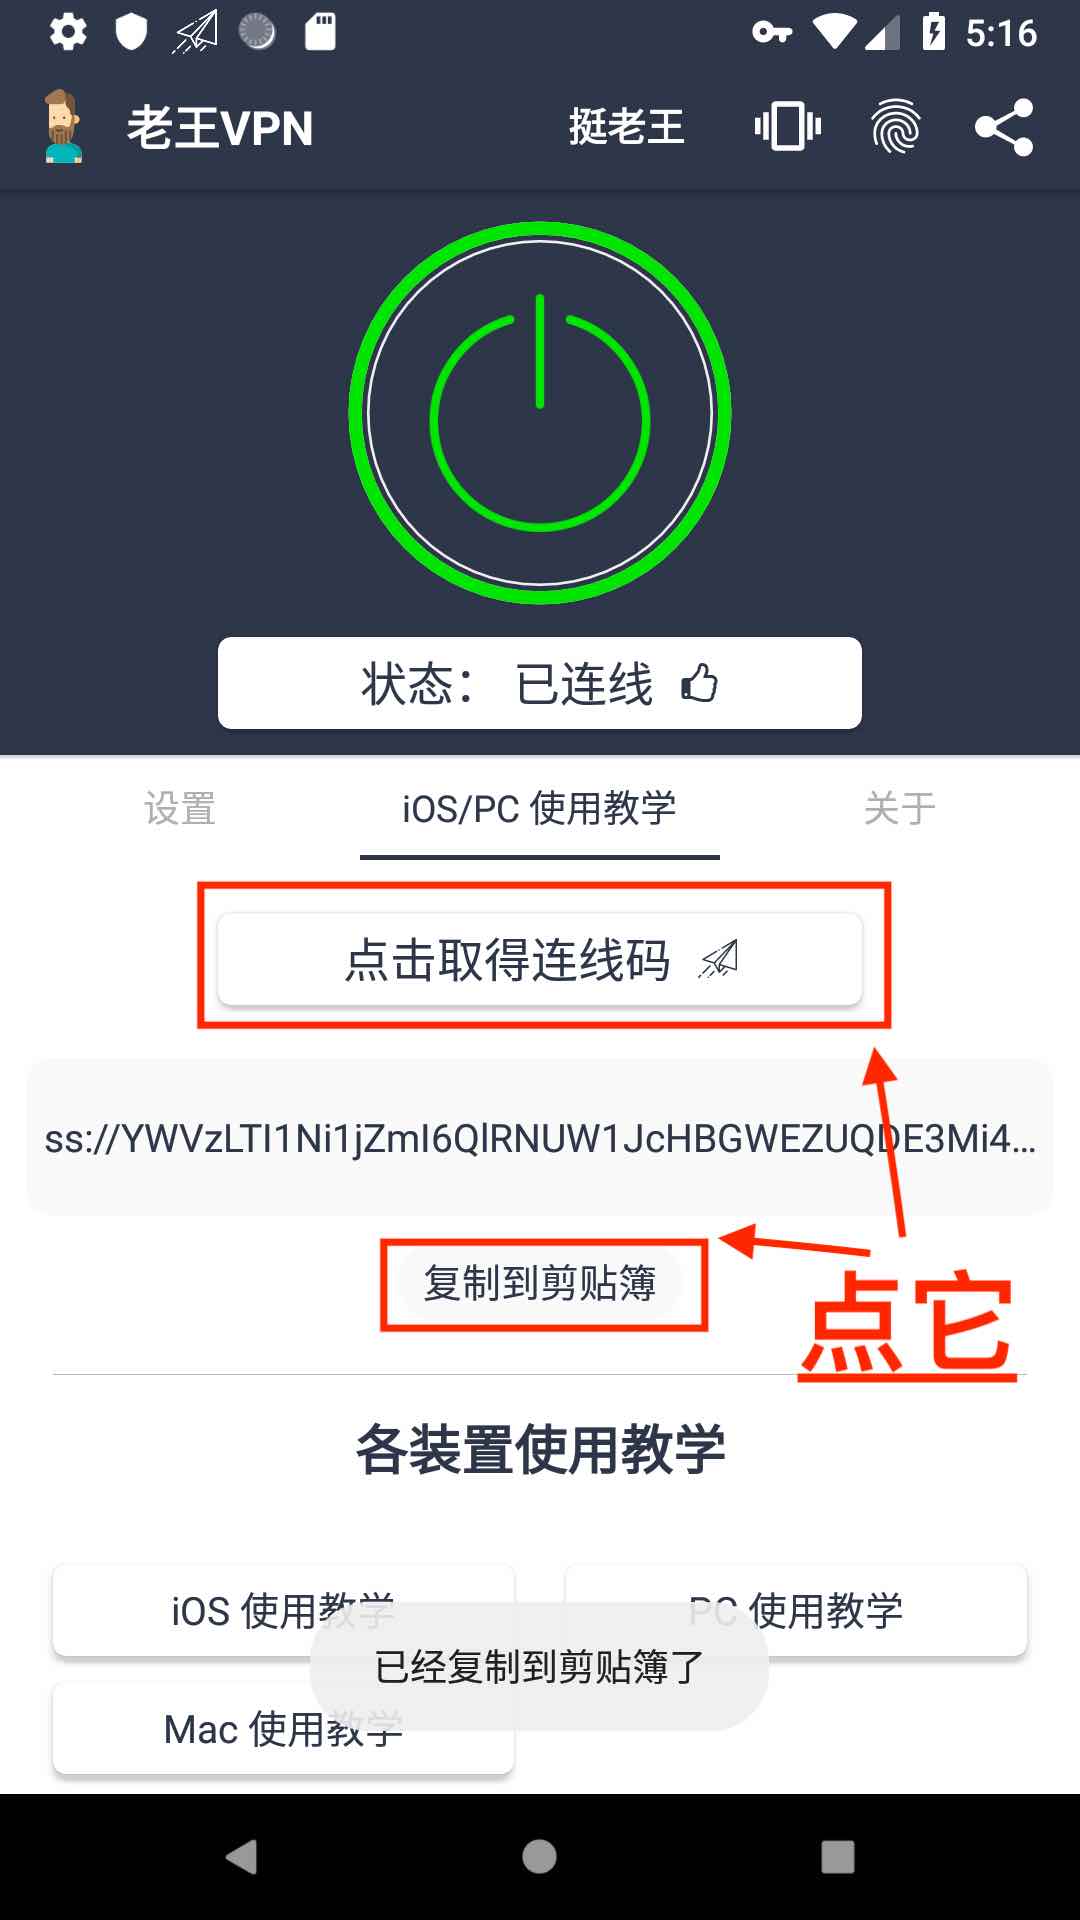 5:16
老王VPN 挺老王
状态： 已连线
设置 iOS/PC 使用教学 关于
点击取得连线码
ss://YWVzLTI1Ni1jZmI6QlRNUW1JcHBGWEZUQDE3Mi4...
复制到剪贴簿
点它
各装置使用教学
iOS 使用教学 PC 使用教学
已经复制到剪贴簿了
Mac 使用教学